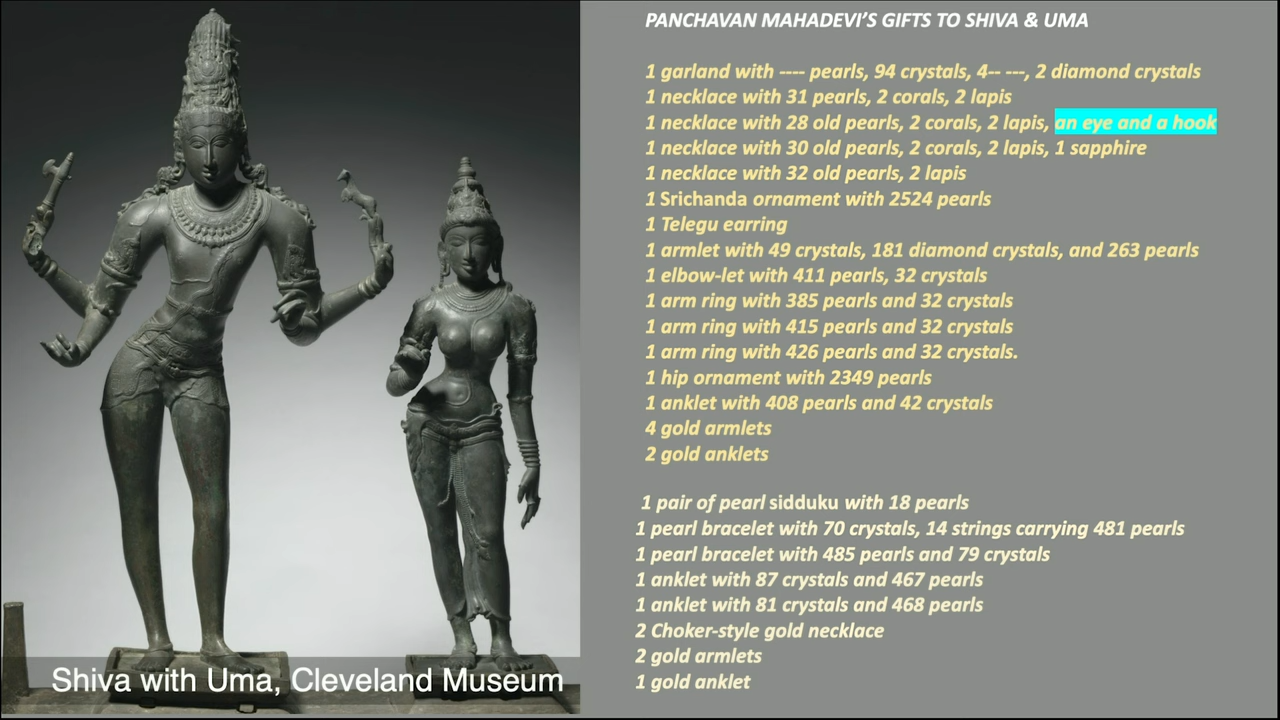 PANCHAVAN MAHADEVI'S GIFTS TO SHIVA & UMA
1 garland with ---- pearls, 94 crystals, 4-- ---, 2 diamond crystals
1 necklace with 31 pearls, 2 corals, 2 lapis
1 necklace with 28 old pearls, 2 corals, 2 lapis, an eye and a hook
1 necklace with 30 old pearls, 2 corals, 2 lapis, 1 sapphire
1 necklace with 32 old pearls, 2 lapis
1 Srichanda ornament with 2524 pearls
1 Telegu earring
1 armlet with 49 crystals, 181 diamond crystals, and 263 pearls
1 elbow-let with 411 pearls, 32 crystals
1 arm ring with 385 pearls and 32 crystals
1 arm ring with 415 pearls and 32 crystals
1 arm ring with 426 pearls and 32 crystals.
1 hip ornament with 2349 pearls
1 anklet with 408 pearls and 42 crystals
4 gold armlets
2 gold anklets
1 pair of pearl sidduku with 18 pearls
1 pearl bracelet with 70 crystals, 14 strings carrying 481 pearls
1 pearl bracelet with 485 pearls and 79 crystals
1 anklet with 87 crystals and 467 pearls
1 anklet with 81 crystals and 468 pearls
2 Choker-style gold necklace
2 gold armlets
1 gold anklet
Shiva with Uma, Cleveland Museum